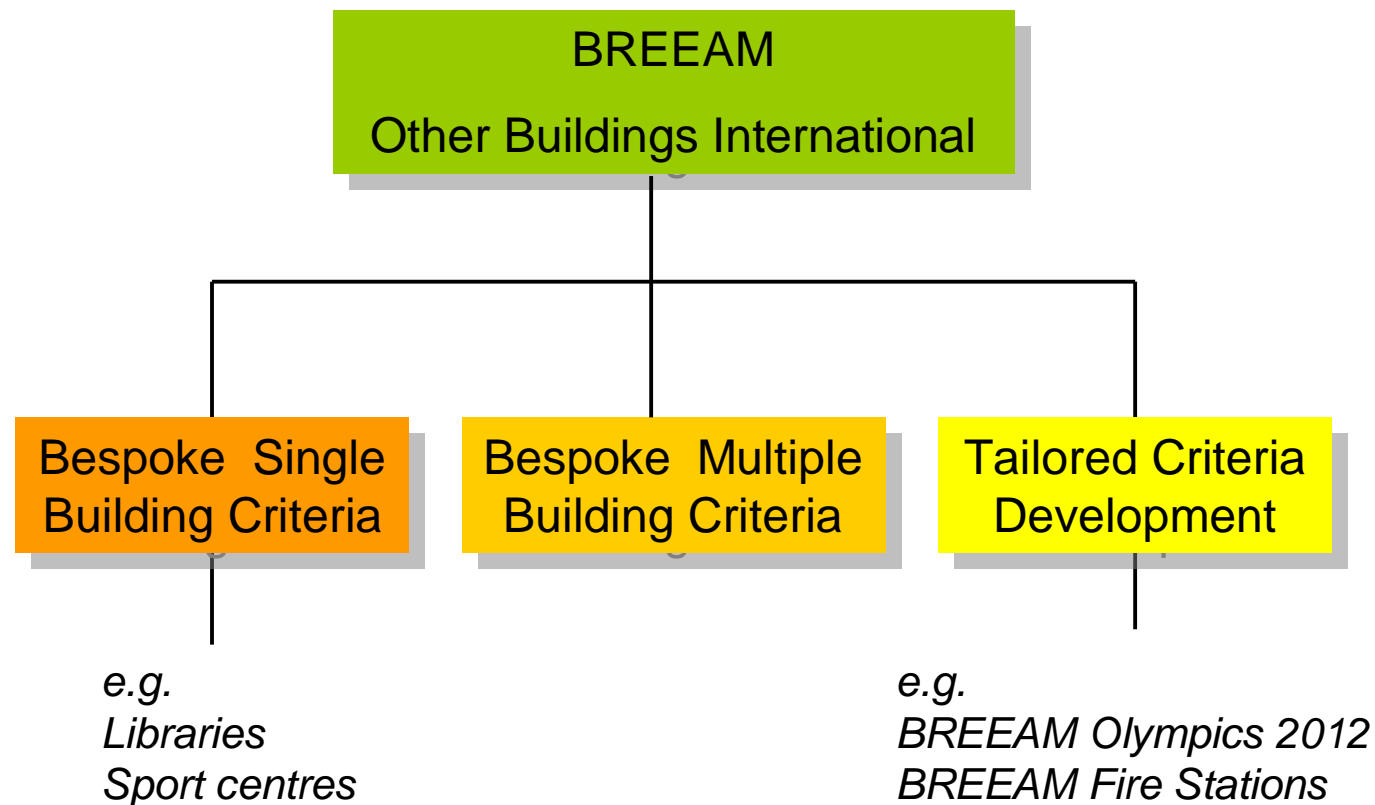 BREEAM
Other Buildings International
Bespoke Single
Building Criteria
Bespoke Multiple
Building Criteria
Tailored Criteria
Development
e.g.
Libraries
Sport centres
e.g.
BREEAM Olympics 2012
BREEAM Fire Stations